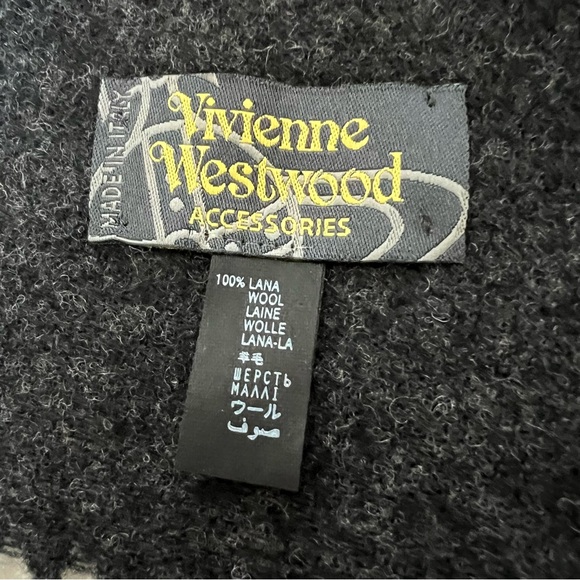 MADE IN ITALY
Vivienne
Westwood
ACCESSORIES
100% LANA
WOOL
LAINE
WOLLE
LANA-LA
羊毛
ШЕРСТЬ
ΜΑΛΛΙ
ウール
صوف